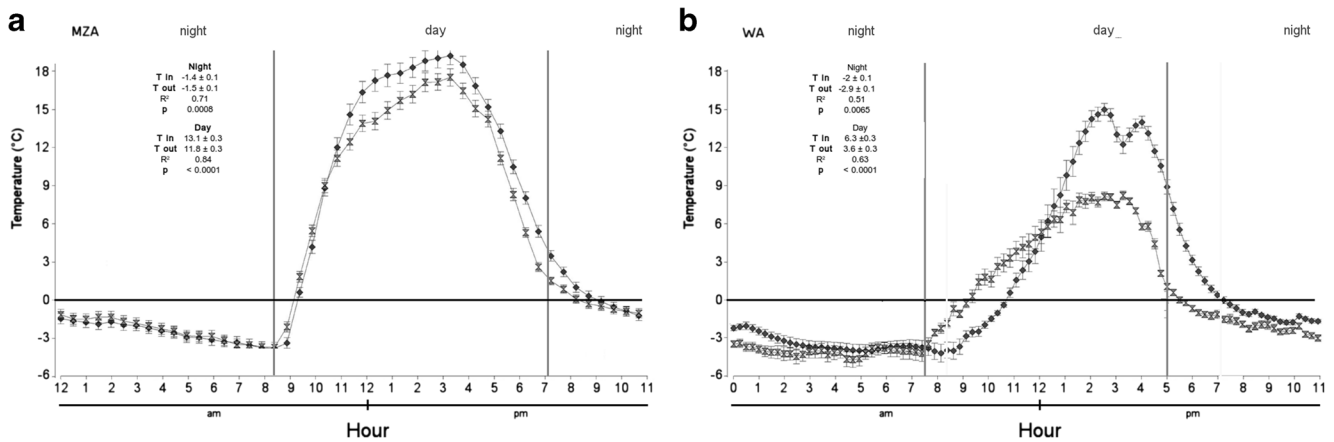 a
MZA night day night
Night
T in -1.4 ± 0.1
T out -1.5 ± 0.1
R² 0.71
p 0.0008
Day
T in 13.1 ± 0.3
T out 11.8 ± 0.3
R² 0.84
p < 0.0001
Temperature (°C)
18
15
12
9
6
3
0
-3
-6
12 1 2 3 4 5 6 7 8 9 10 11 12 1 2 3 4 5 6 7 8 9 10 11
am pm
Hour
b
WA night day_ night
Night
T in -2 ± 0.1
T out -2.9 ± 0.1
R² 0.51
p 0.0065
Day
T in 6.3 ±0.3
T out 3.6 ± 0.3
R² 0.63
p < 0.0001
Temperature (°C)
18
15
12
9
6
3
0
-3
-6
0 1 2 3 4 5 6 7 8 9 10 11 12 1 2 3 4 5 6 7 8 9 10 11
am pm
Hour